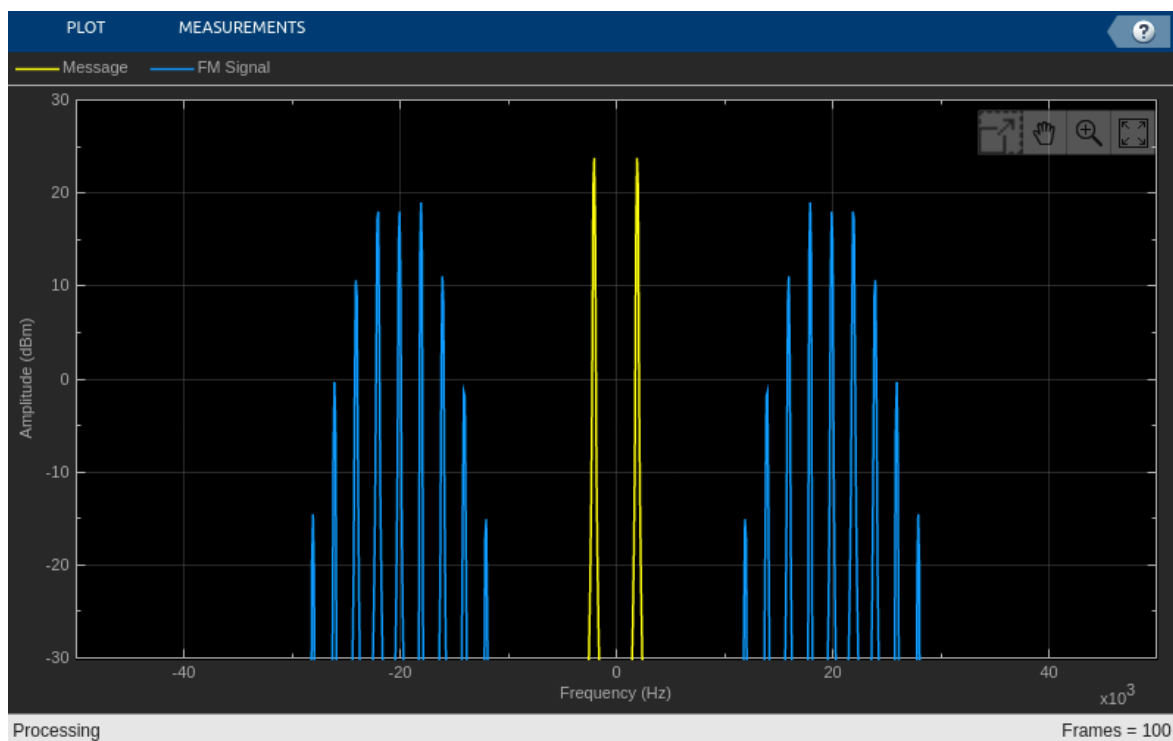 PLOT MEASUREMENTS ?
Message FM Signal
30
20
10
0
-10
-20
-30
Amplitude (dBm)
-40 -20 0 20 40
Frequency (Hz)
x10³
Processing Frames = 100